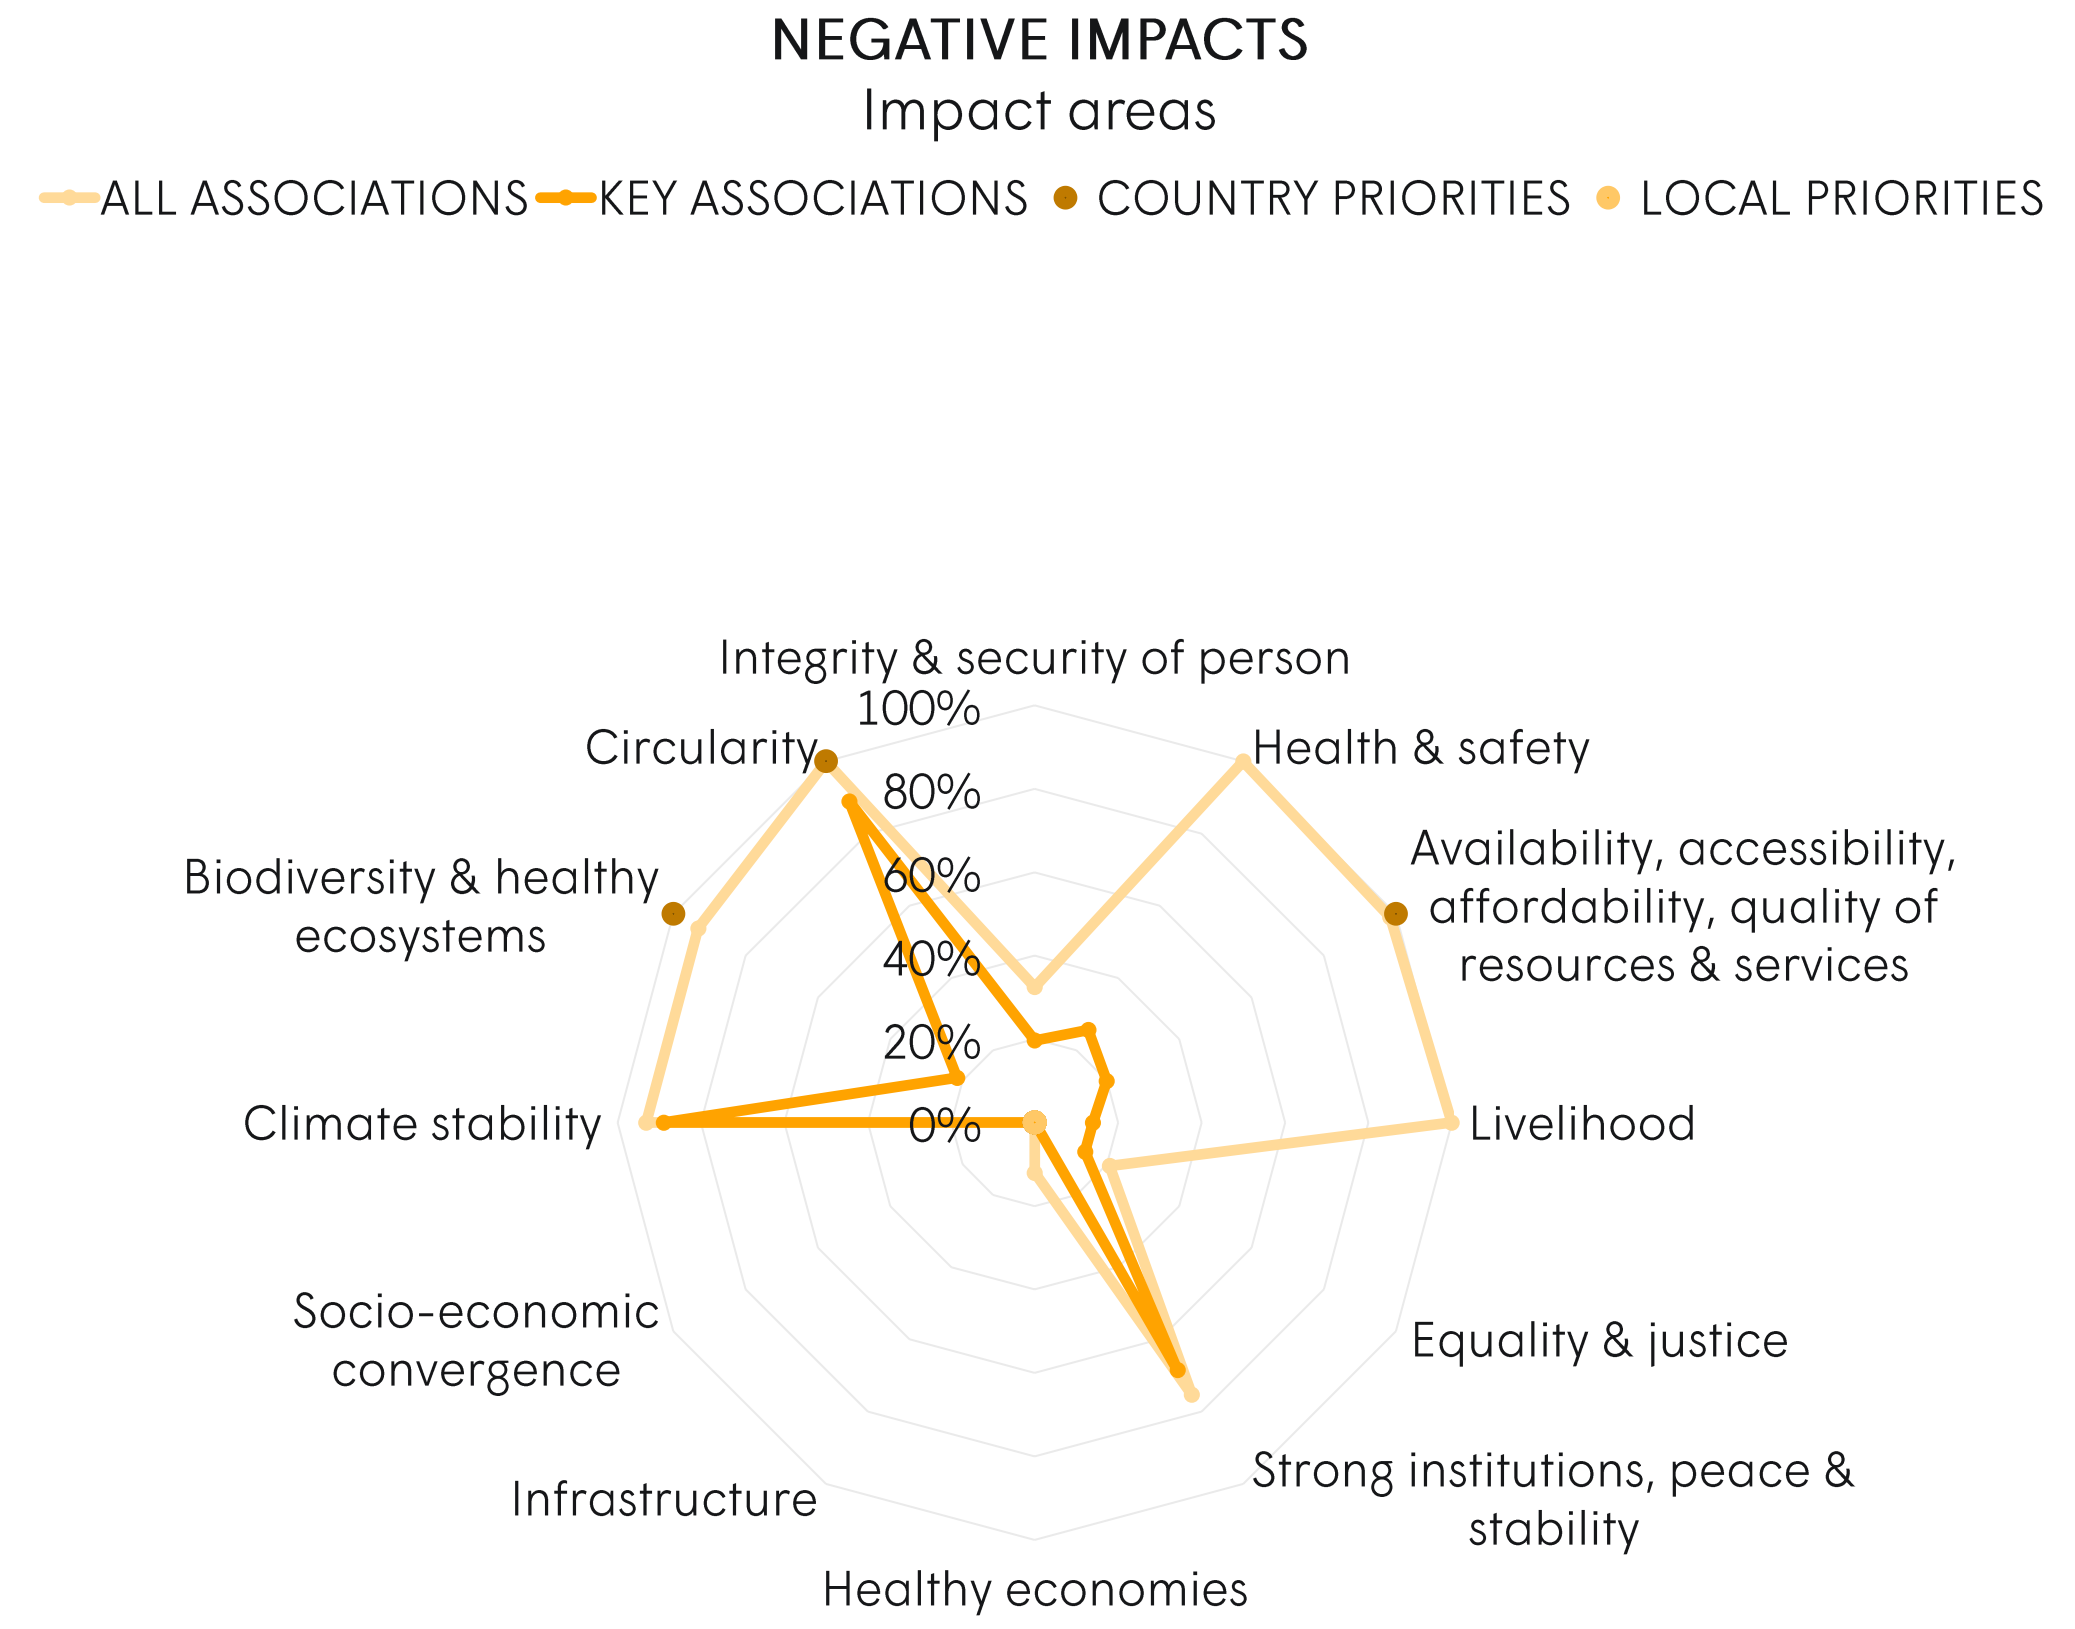 NEGATIVE IMPACTS
Impact areas
ALL ASSOCIATIONS KEY ASSOCIATIONS COUNTRY PRIORITIES LOCAL PRIORITIES
Integrity & security of person
100%
Circularity
Health & safety
80%
Availability, accessibility,
affordability, quality of
resources & services
Biodiversity & healthy
ecosystems
60%
40%
20%
Climate stability
0%
Livelihood
Socio-economic
convergence
Equality & justice
Strong institutions, peace &
stability
Infrastructure
Healthy economies